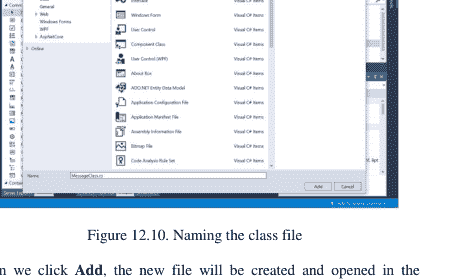 General
Web
Windows Forms
WPF
AspNetCore
Online
Interface Visual C# Items
Windows Form Visual C# Items
User Control Visual C# Items
Component Class Visual C# Items
User Control (WPF) Visual C# Items
About Box Visual C# Items
ADO.NET Entity Data Model Visual C# Items
Application Configuration File Visual C# Items
Application Manifest File Visual C# Items
Assembly Information File Visual C# Items
Bitmap File Visual C# Items
Code Analysis Rule Set Visual C# Items
Name: MessageClass.cs
Add Cancel
Figure 12.10. Naming the class file
n we click Add, the new file will be created and opened in the